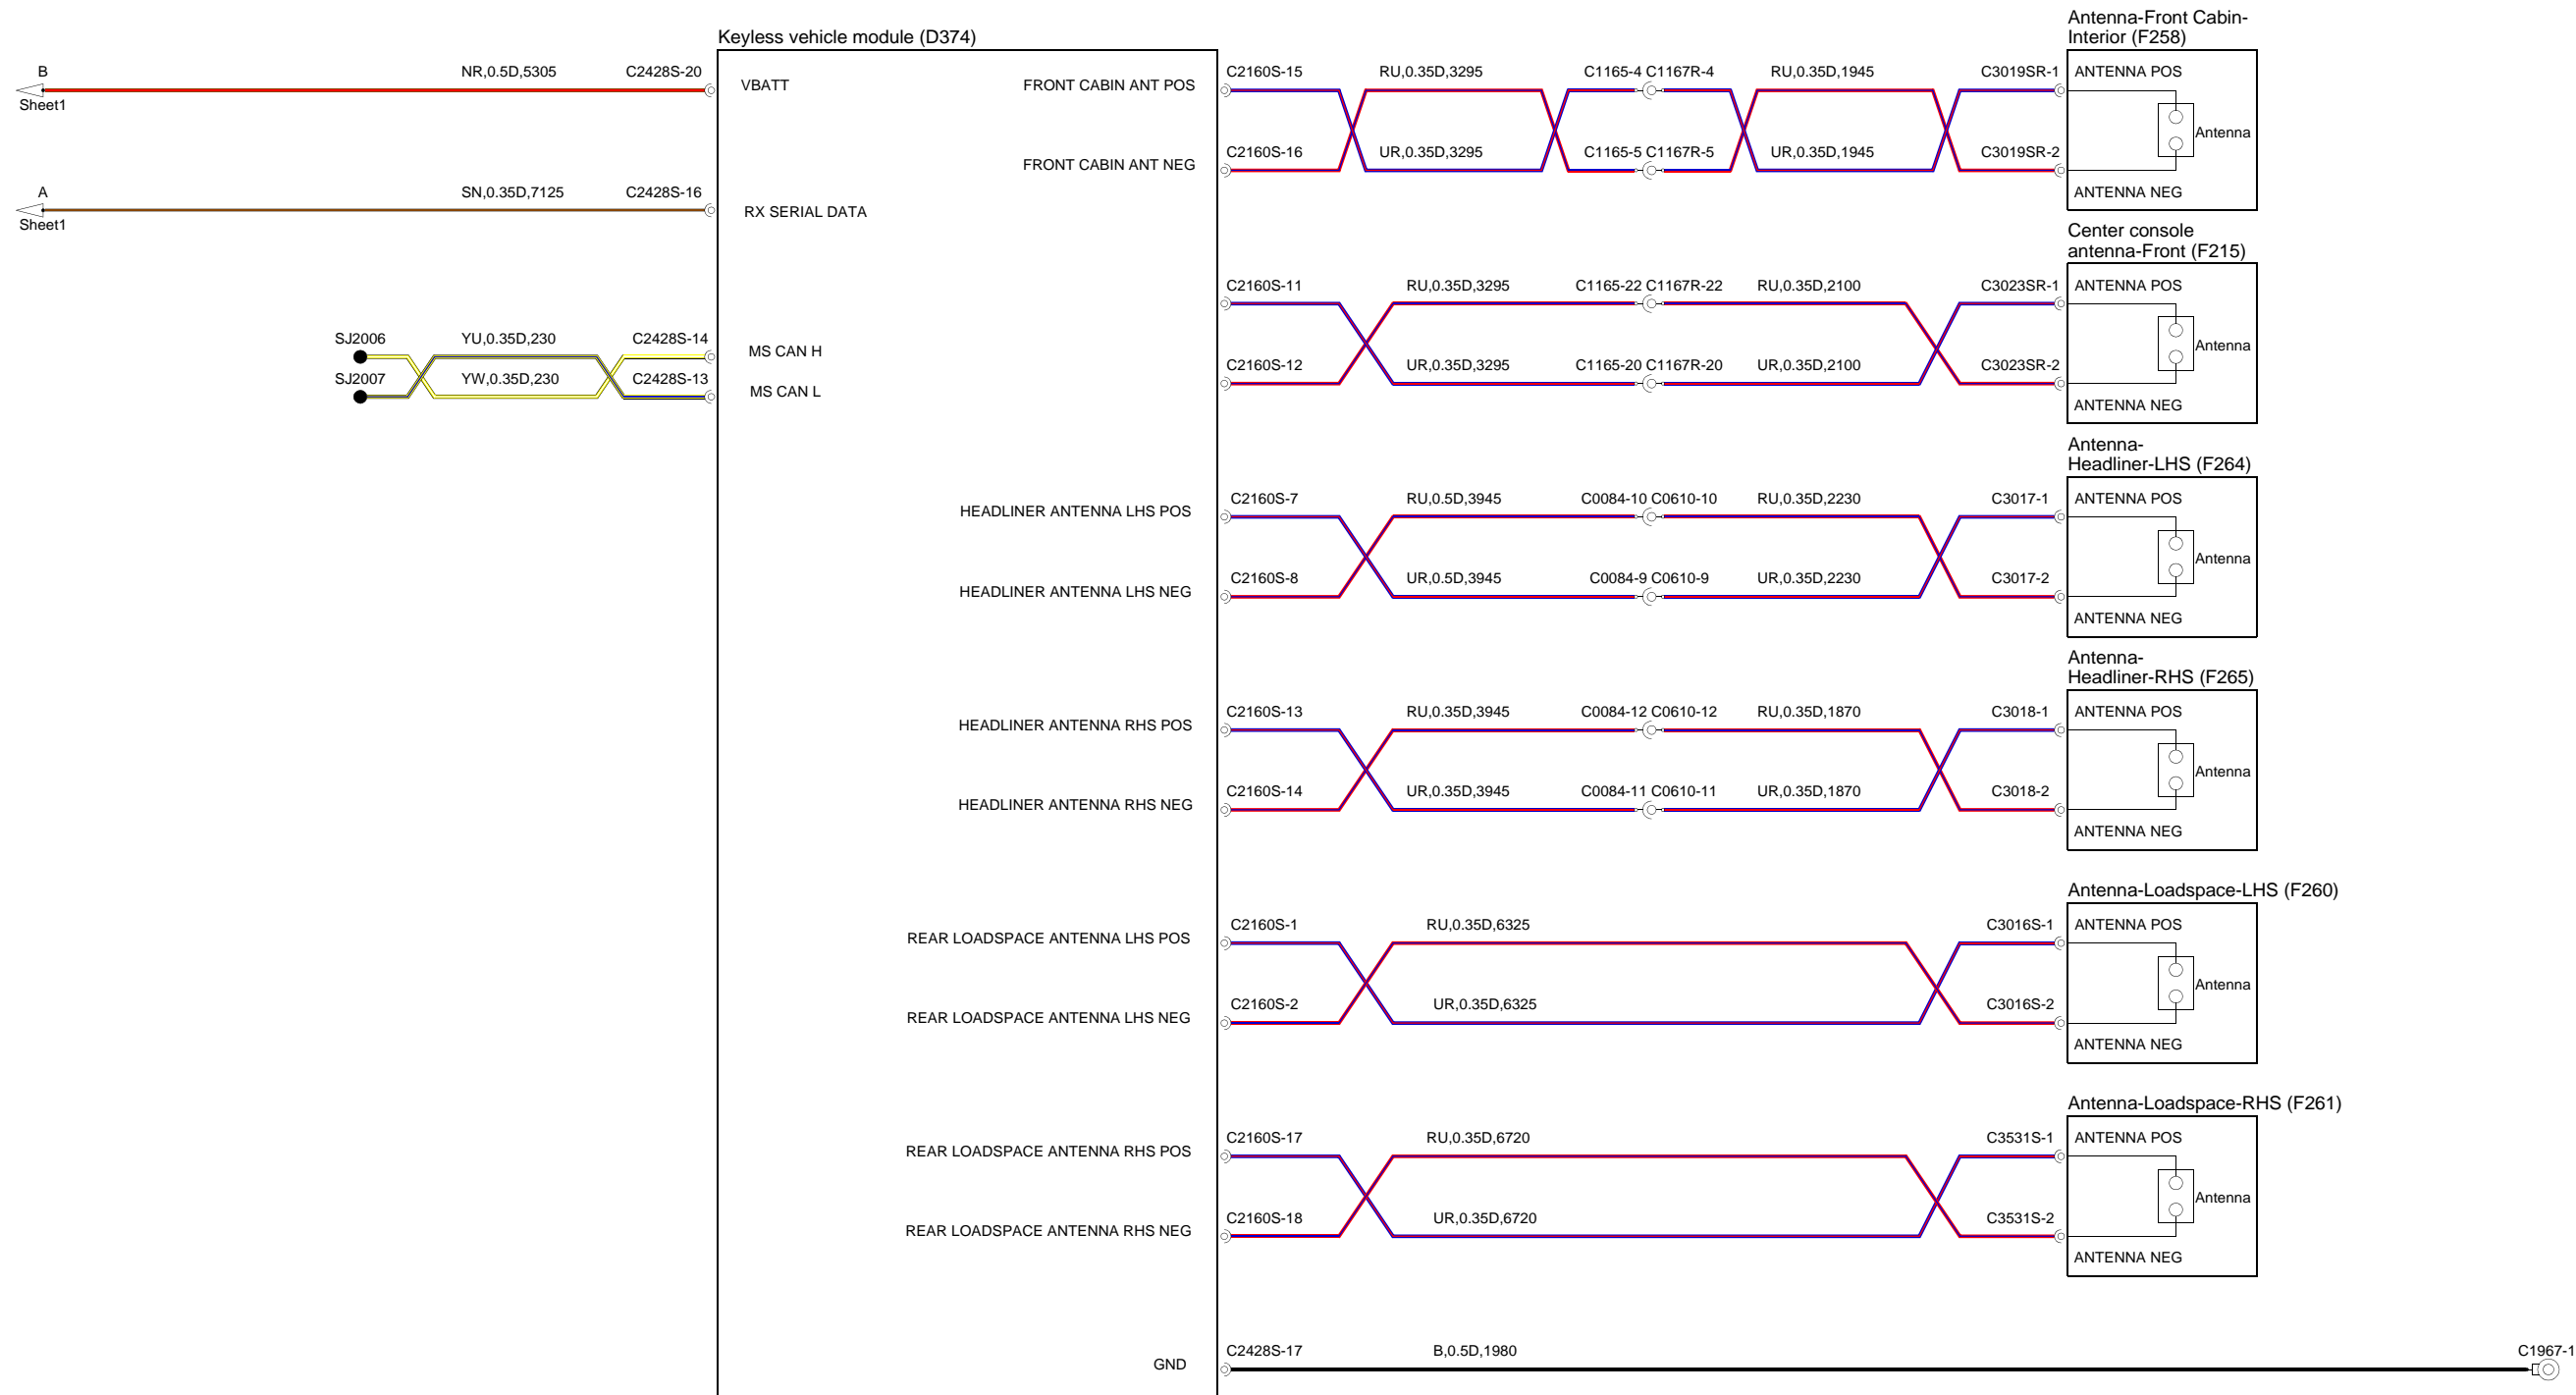 Antenna-Front Cabin-
Interior (F258)
Keyless vehicle module (D374)
B
NR,0.5D,5305
C2428S-20
VBATT
FRONT CABIN ANT POS
C2160S-15
RU,0.35D,3295
C1165-4 C1167R-4
RU,0.35D,1945
C3019SR-1
ANTENNA POS
Sheet1
Antenna
FRONT CABIN ANT NEG
C2160S-16
UR,0.35D,3295
C1165-5 C1167R-5
UR,0.35D,1945
C3019SR-2
ANTENNA NEG
A
SN,0.35D,7125
C2428S-16
RX SERIAL DATA
Sheet1
Center console
antenna-Front (F215)
C2160S-11
RU,0.35D,3295
C1165-22 C1167R-22
RU,0.35D,2100
C3023SR-1
ANTENNA POS
SJ2006
YU,0.35D,230
C2428S-14
MS CAN H
Antenna
SJ2007
YW,0.35D,230
C2428S-13
MS CAN L
C2160S-12
UR,0.35D,3295
C1165-20 C1167R-20
UR,0.35D,2100
C3023SR-2
ANTENNA NEG
Antenna-
Headliner-LHS (F264)
HEADLINER ANTENNA LHS POS
C2160S-7
RU,0.5D,3945
C0084-10 C0610-10
RU,0.35D,2230
C3017-1
ANTENNA POS
Antenna
HEADLINER ANTENNA LHS NEG
C2160S-8
UR,0.5D,3945
C0084-9 C0610-9
UR,0.35D,2230
C3017-2
ANTENNA NEG
Antenna-
Headliner-RHS (F265)
HEADLINER ANTENNA RHS POS
C2160S-13
RU,0.35D,3945
C0084-12 C0610-12
RU,0.35D,1870
C3018-1
ANTENNA POS
Antenna
HEADLINER ANTENNA RHS NEG
C2160S-14
UR,0.35D,3945
C0084-11 C0610-11
UR,0.35D,1870
C3018-2
ANTENNA NEG
Antenna-Loadspace-LHS (F260)
REAR LOADSPACE ANTENNA LHS POS
C2160S-1
RU,0.35D,6325
C3016S-1
ANTENNA POS
Antenna
REAR LOADSPACE ANTENNA LHS NEG
C2160S-2
UR,0.35D,6325
C3016S-2
ANTENNA NEG
Antenna-Loadspace-RHS (F261)
REAR LOADSPACE ANTENNA RHS POS
C2160S-17
RU,0.35D,6720
C3531S-1
ANTENNA POS
Antenna
REAR LOADSPACE ANTENNA RHS NEG
C2160S-18
UR,0.35D,6720
C3531S-2
ANTENNA NEG
GND
C2428S-17
B,0.5D,1980
C1967-1